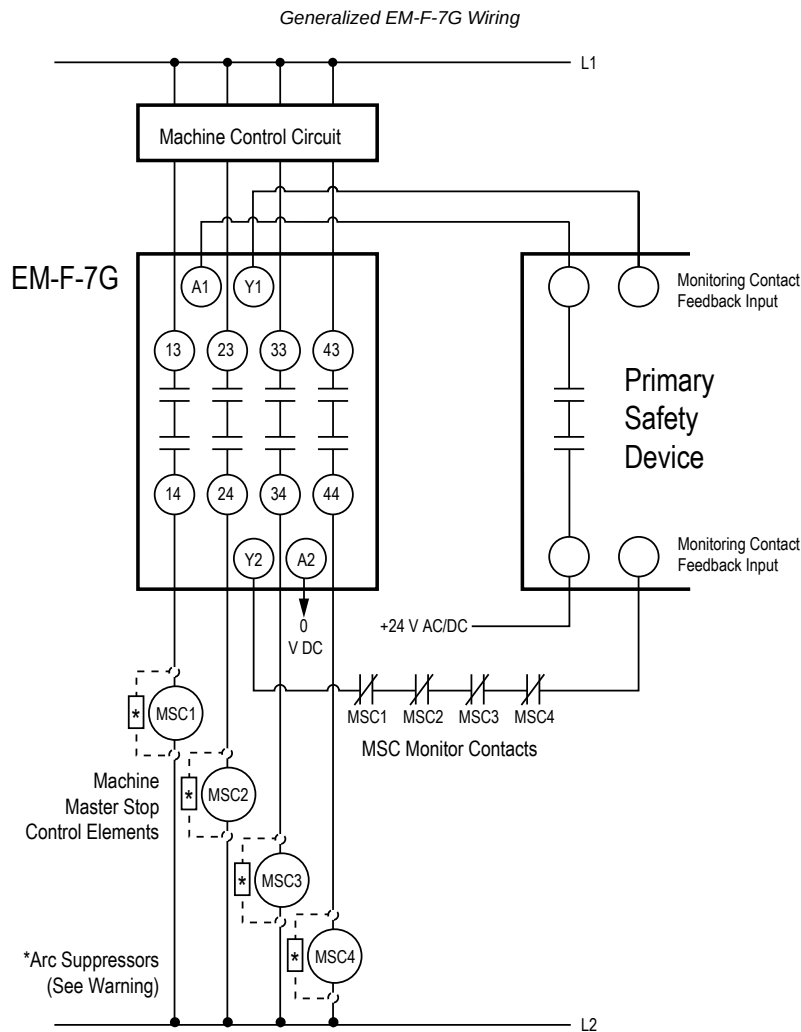 Generalized EM-F-7G Wiring
L1
Machine Control Circuit
EM-F-7G
A1
Y1
Monitoring Contact
Feedback Input
13
23
33
43
Primary
Safety
Device
14
24
34
44
Y2
A2
Monitoring Contact
Feedback Input
0
V DC
+24 V AC/DC
*
MSC1
MSC1
MSC2
MSC3
MSC4
MSC Monitor Contacts
Machine
Master Stop
Control Elements
*
MSC2
*
MSC3
*Arc Suppressors
(See Warning)
*
MSC4
L2